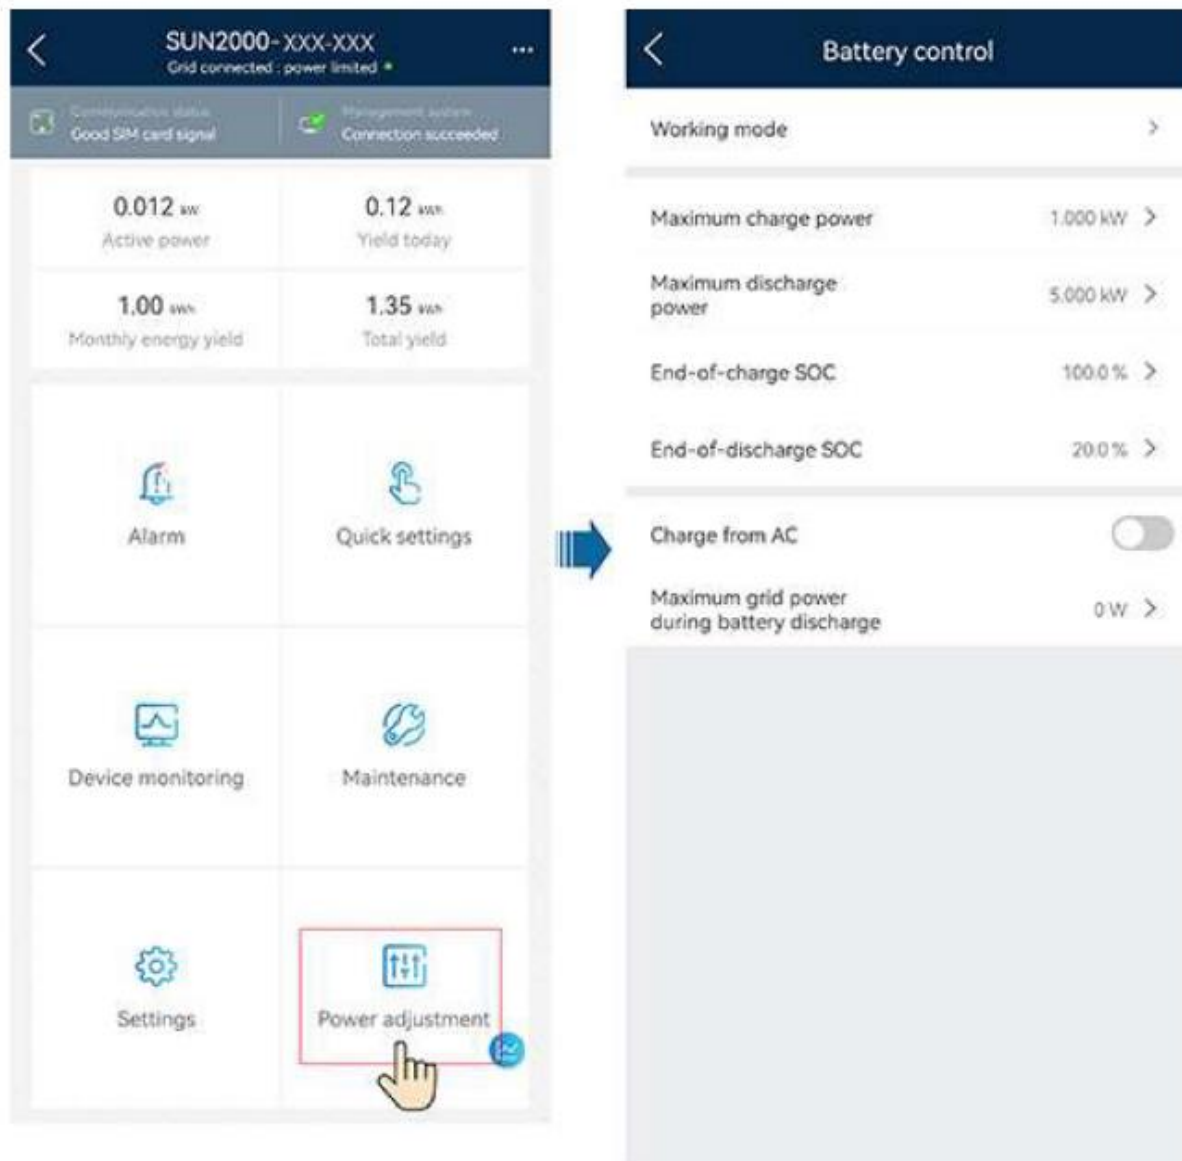 SUN2000-XXX-XXX
Grid connected : power limited
Communication status
Good SIM card signal
Management system
Connection succeeded
0.012 kW
Active power
0.12 kWh
Yield today
1.00 kWh
Monthly energy yield
1.35 kWh
Total yield
Alarm
Quick settings
Device monitoring
Maintenance
Settings
Power adjustment
Battery control
Working mode
Maximum charge power
1.000 kW
Maximum discharge
power
5.000 kW
End-of-charge SOC
100.0 %
End-of-discharge SOC
20.0 %
Charge from AC
Maximum grid power
during battery discharge
0 W